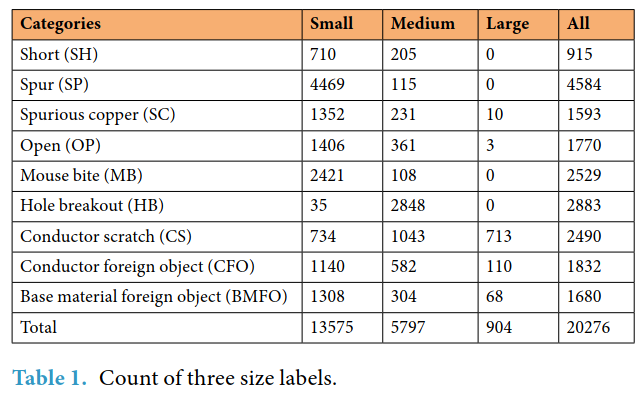 Categories Small Medium Large All
Short (SH) 710 205 0 915
Spur (SP) 4469 115 0 4584
Spurious copper (SC) 1352 231 10 1593
Open (OP) 1406 361 3 1770
Mouse bite (MB) 2421 108 0 2529
Hole breakout (HB) 35 2848 0 2883
Conductor scratch (CS) 734 1043 713 2490
Conductor foreign object (CFO) 1140 582 110 1832
Base material foreign object (BMFO) 1308 304 68 1680
Total 13575 5797 904 20276
Table 1. Count of three size labels.